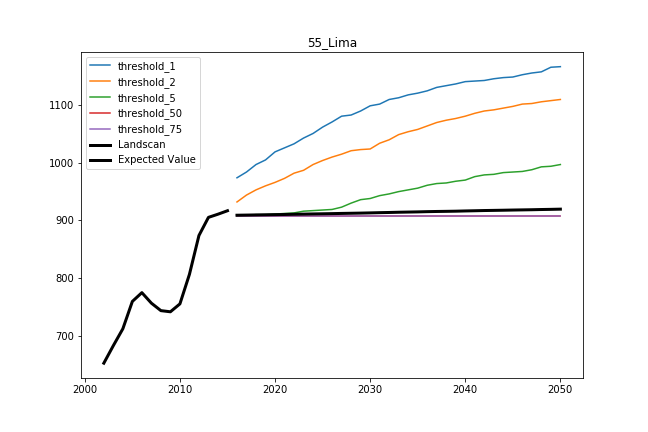 55_Lima
threshold_1
threshold_2
threshold_5
threshold_50
threshold_75
Landscan
Expected Value
1100
1000
900
800
700
2000 2010 2020 2030 2040 2050